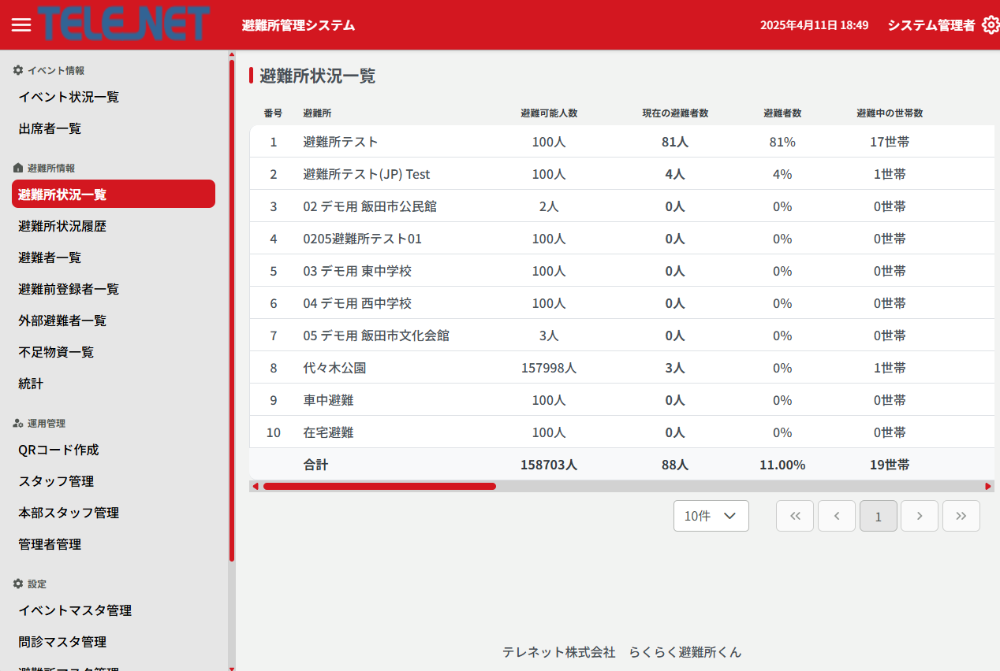 TELE.NET 避難所管理システム 2025年4月11日 18:49 システム管理者
イベント情報
イベント状況一覧
出席者一覧
避難所情報
避難所状況一覧
避難所状況履歴
避難者一覧
避難前登録者一覧
外部避難者一覧
不足物資一覧
統計
運用管理
QRコード作成
スタッフ管理
本部スタッフ管理
管理者管理
設定
イベントマスタ管理
問診マスタ管理
避難所マスタ管理
避難所状況一覧
番号 避難所 避難可能人数 現在の避難者数 避難者数 避難中の世帯数
1 避難所テスト 100人 81人 81% 17世帯
2 避難所テスト(JP) Test 100人 4人 4% 1世帯
3 02 デモ用 飯田市公民館 2人 0人 0% 0世帯
4 0205避難所テスト01 100人 0人 0% 0世帯
5 03 デモ用 東中学校 100人 0人 0% 0世帯
6 04 デモ用 西中学校 100人 0人 0% 0世帯
7 05 デモ用 飯田市文化会館 3人 0人 0% 0世帯
8 代々木公園 157998人 3人 0% 1世帯
9 車中避難 100人 0人 0% 0世帯
10 在宅避難 100人 0人 0% 0世帯
合計 158703人 88人 11.00% 19世帯
10件 1
テレネット株式会社 らくらく避難所くん